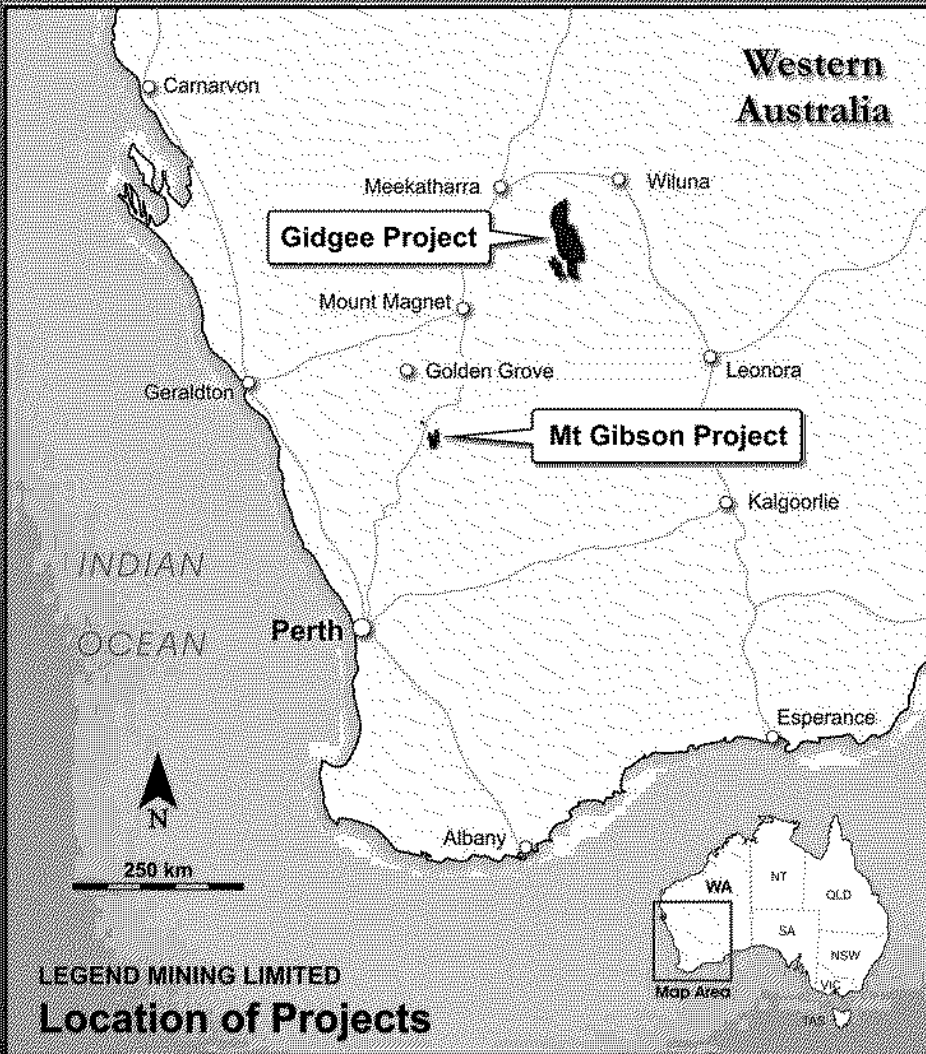 Western
Australia
Carnarvon
Meekatharra
Wiluna
Gidgee Project
Mount Magnet
Golden Grove
Leonora
Geraldton
Mt Gibson Project
Kalgoorlie
INDIAN
OCEAN
Perth
Esperance
N
Albany
250 km
WA
NT
QLD
SA
NSW
VIC
TAS
Map Area
LEGEND MINING LIMITED
Location of Projects